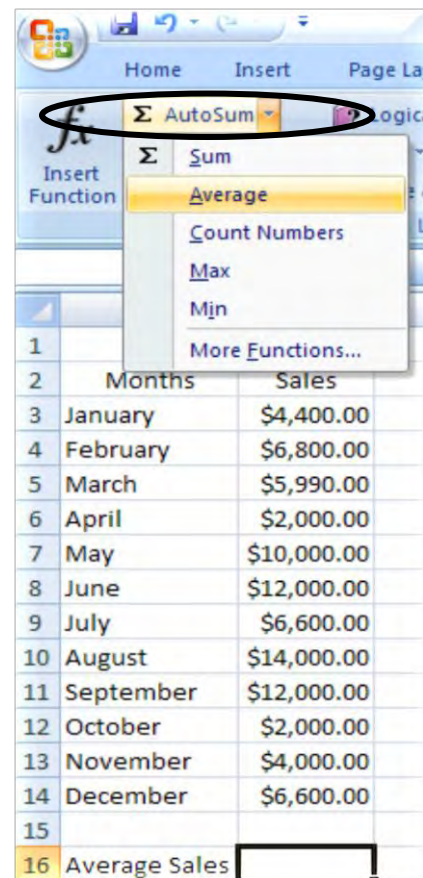 Home Insert Page La
fx
Σ AutoSum
Logica
Insert
Function
Σ Sum
Average
Count Numbers
Max
Min
More Functions...
1
2 Months Sales
3 January $4,400.00
4 February $6,800.00
5 March $5,990.00
6 April $2,000.00
7 May $10,000.00
8 June $12,000.00
9 July $6,600.00
10 August $14,000.00
11 September $12,000.00
12 October $2,000.00
13 November $4,000.00
14 December $6,600.00
15
16 Average Sales